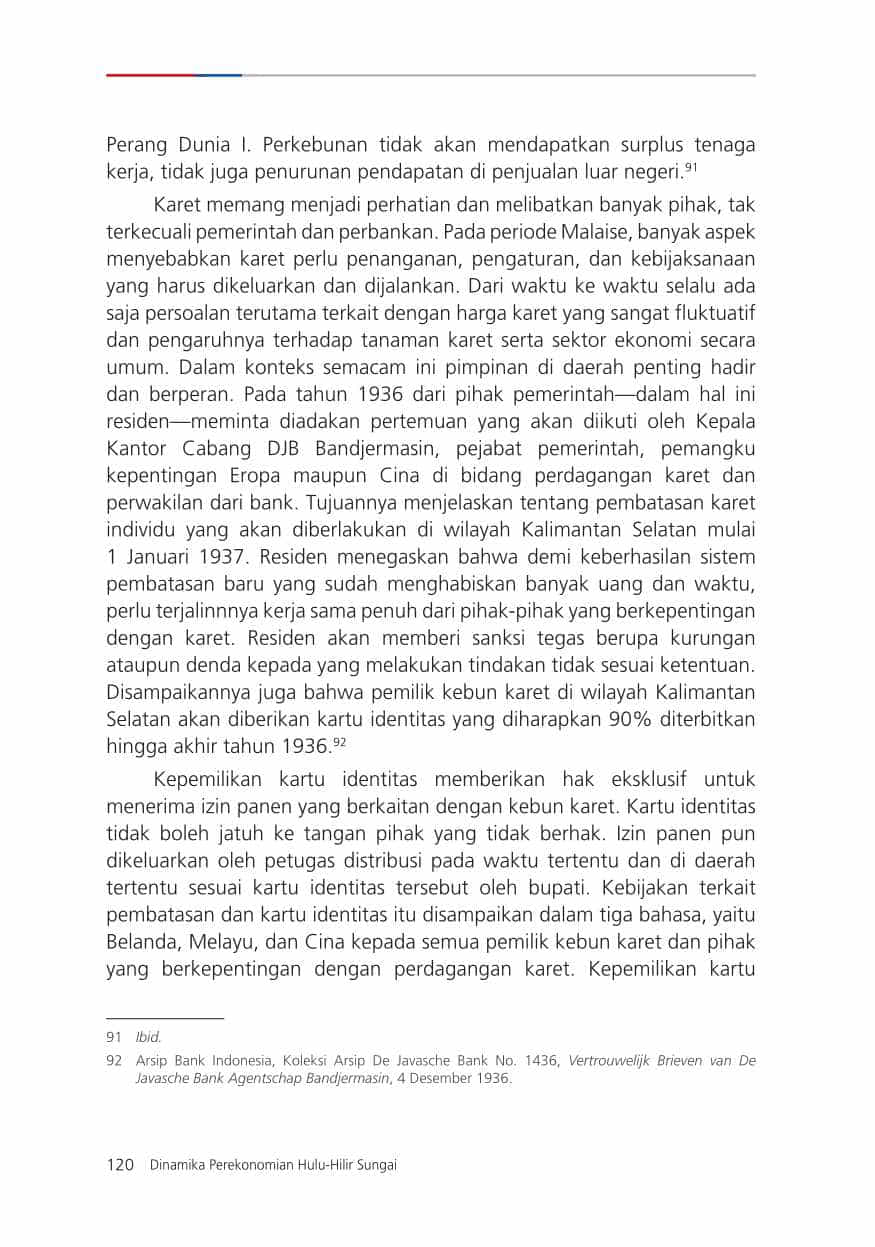 Perang Dunia I. Perkebunan tidak akan mendapatkan surplus tenaga
kerja, tidak juga penurunan pendapatan di penjualan luar negeri.91
Karet memang menjadi perhatian dan melibatkan banyak pihak, tak
terkecuali pemerintah dan perbankan. Pada periode Malaise, banyak aspek
menyebabkan karet perlu penanganan, pengaturan, dan kebijaksanaan
yang harus dikeluarkan dan dijalankan. Dari waktu ke waktu selalu ada
saja persoalan terutama terkait dengan harga karet yang sangat fluktuatif
dan pengaruhnya terhadap tanaman karet serta sektor ekonomi secara
umum. Dalam konteks semacam ini pimpinan di daerah penting hadir
dan berperan. Pada tahun 1936 dari pihak pemerintah—dalam hal ini
residen—meminta diadakan pertemuan yang akan diikuti oleh Kepala
Kantor Cabang DJB Bandjermasin, pejabat pemerintah, pemangku
kepentingan Eropa maupun Cina di bidang perdagangan karet dan
perwakilan dari bank. Tujuannya menjelaskan tentang pembatasan karet
individu yang akan diberlakukan di wilayah Kalimantan Selatan mulai
1 Januari 1937. Residen menegaskan bahwa demi keberhasilan sistem
pembatasan baru yang sudah menghabiskan banyak uang dan waktu,
perlu terjalinnnya kerja sama penuh dari pihak-pihak yang berkepentingan
dengan karet. Residen akan memberi sanksi tegas berupa kurungan
ataupun denda kepada yang melakukan tindakan tidak sesuai ketentuan.
Disampaikannya juga bahwa pemilik kebun karet di wilayah Kalimantan
Selatan akan diberikan kartu identitas yang diharapkan 90% diterbitkan
hingga akhir tahun 1936.92
Kepemilikan kartu identitas memberikan hak eksklusif untuk
menerima izin panen yang berkaitan dengan kebun karet. Kartu identitas
tidak boleh jatuh ke tangan pihak yang tidak berhak. Izin panen pun
dikeluarkan oleh petugas distribusi pada waktu tertentu dan di daerah
tertentu sesuai kartu identitas tersebut oleh bupati. Kebijakan terkait
pembatasan dan kartu identitas itu disampaikan dalam tiga bahasa, yaitu
Belanda, Melayu, dan Cina kepada semua pemilik kebun karet dan pihak
yang berkepentingan dengan perdagangan karet. Kepemilikan kartu
91 Ibid.
92 Arsip Bank Indonesia, Koleksi Arsip De Javasche Bank No. 1436, Vertrouwelijk Brieven van De
Javasche Bank Agentschap Bandjermasin, 4 Desember 1936.
120 Dinamika Perekonomian Hulu-Hilir Sungai